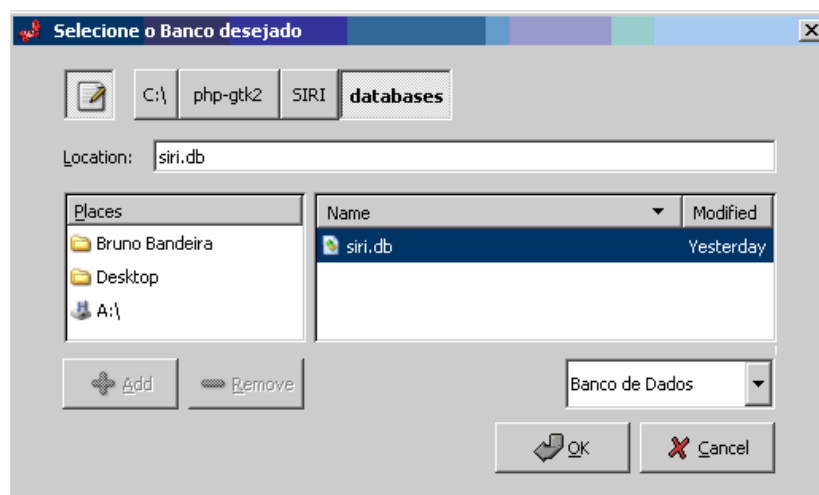 Selecione o Banco desejado
C:\ php-gtk2 SIRI databases
Location: siri.db
Places Name Modified
Bruno Bandeira siri.db Yesterday
Desktop
A:\
Add Remove Banco de Dados
OK Cancel